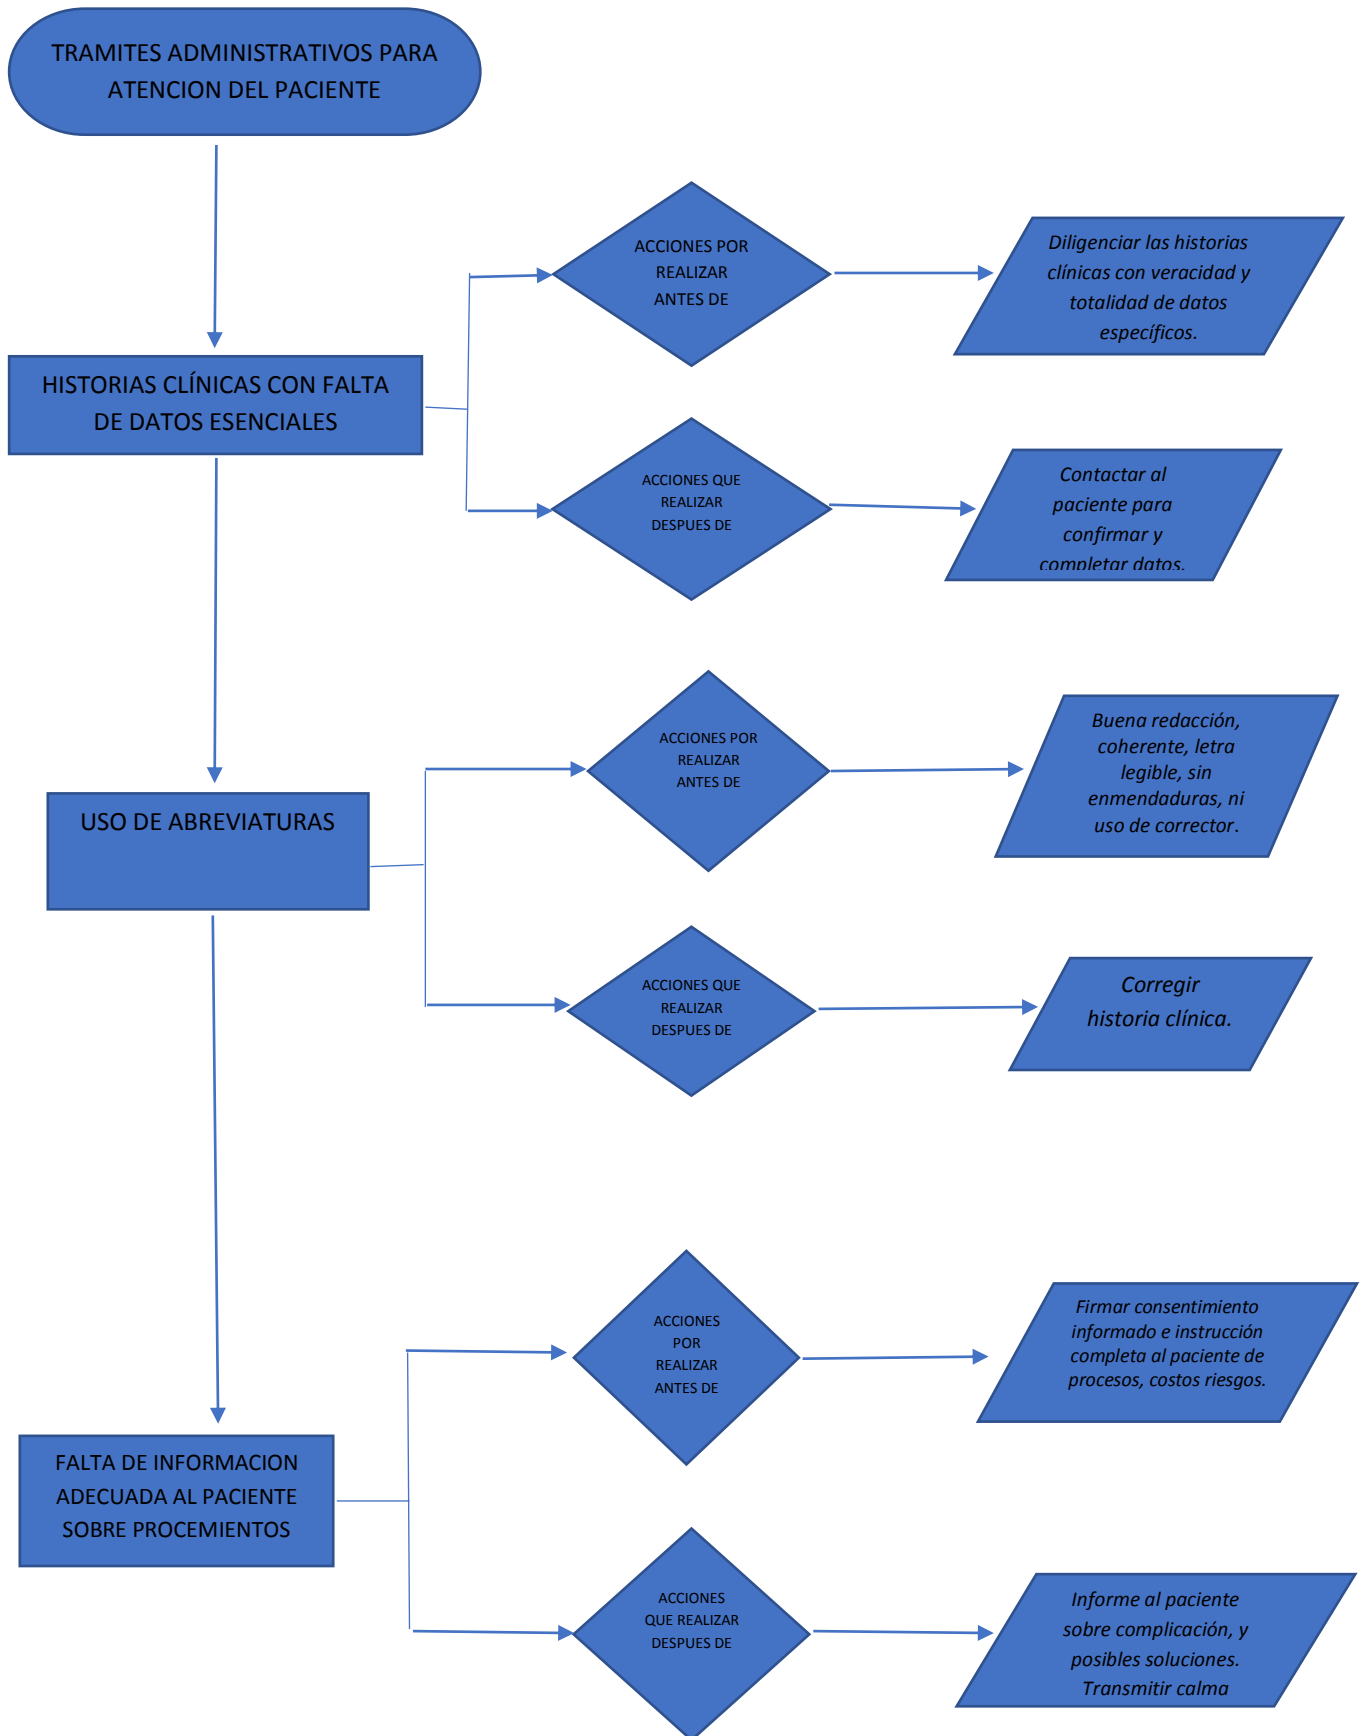 TRAMITES ADMINISTRATIVOS PARA
ATENCION DEL PACIENTE
ACCIONES POR
REALIZAR
ANTES DE
Diligenciar las historias
clínicas con veracidad y
totalidad de datos
específicos.
HISTORIAS CLÍNICAS CON FALTA
DE DATOS ESENCIALES
ACCIONES QUE
REALIZAR
DESPUES DE
Contactar al
paciente para
confirmar y
completar datos.
ACCIONES POR
REALIZAR
ANTES DE
Buena redacción,
coherente, letra
legible, sin
enmendaduras, ni
uso de corrector.
USO DE ABREVIATURAS
ACCIONES QUE
REALIZAR
DESPUES DE
Corregir
historia clínica.
ACCIONES
POR
REALIZAR
ANTES DE
Firmar consentimiento
informado e instrucción
completa al paciente de
procesos, costos riesgos.
FALTA DE INFORMACION
ADECUADA AL PACIENTE
SOBRE PROCEMIENTOS
ACCIONES
QUE REALIZAR
DESPUES DE
Informe al paciente
sobre complicación, y
posibles soluciones.
Transmitir calma